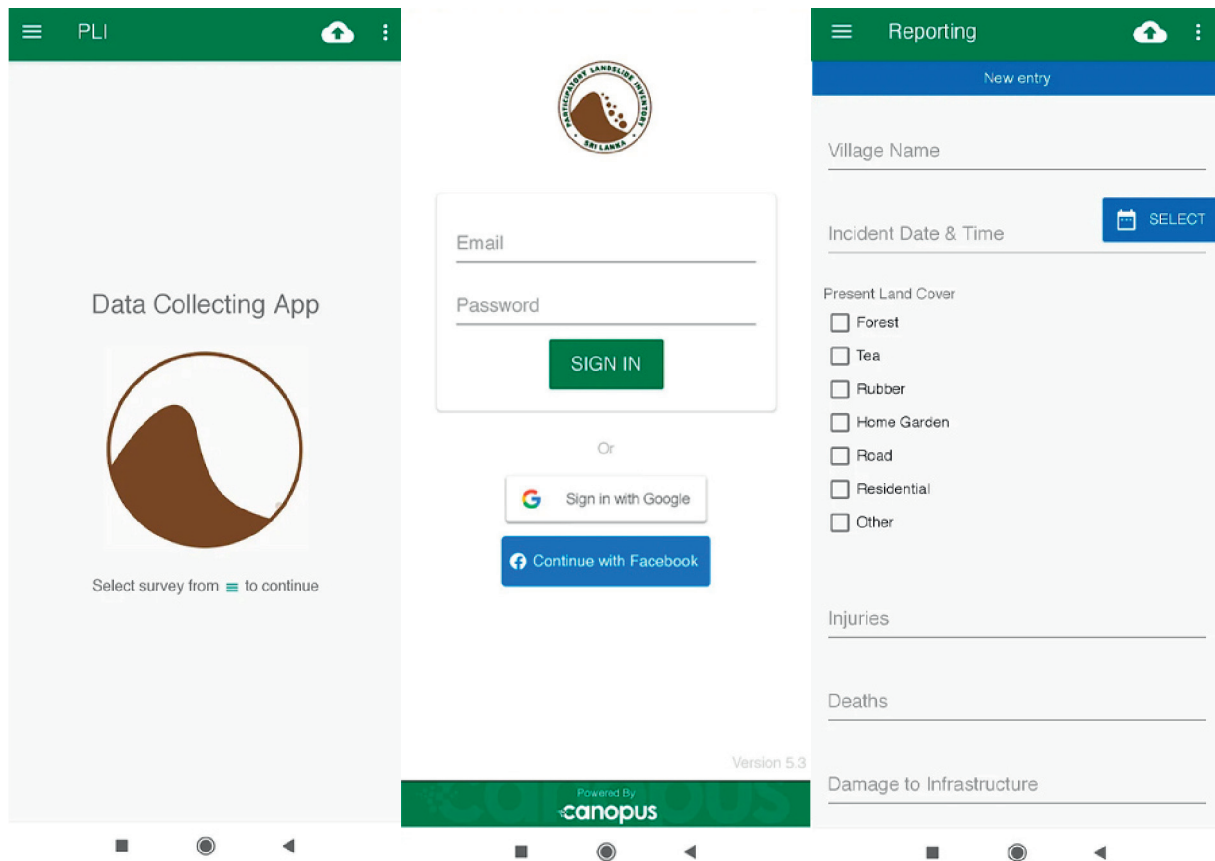 PLI
Data Collecting App
Select survey from to continue
PARTICIPATORY LANDSLIDE INVENTORY
SRI LANKA
Email
Password
SIGN IN
Or
Sign in with Google
Continue with Facebook
Version 5.3
Powered By
canopus
Reporting
New entry
Village Name
Incident Date & Time
SELECT
Present Land Cover
Forest
Tea
Rubber
Home Garden
Road
Residential
Other
Injuries
Deaths
Damage to Infrastructure